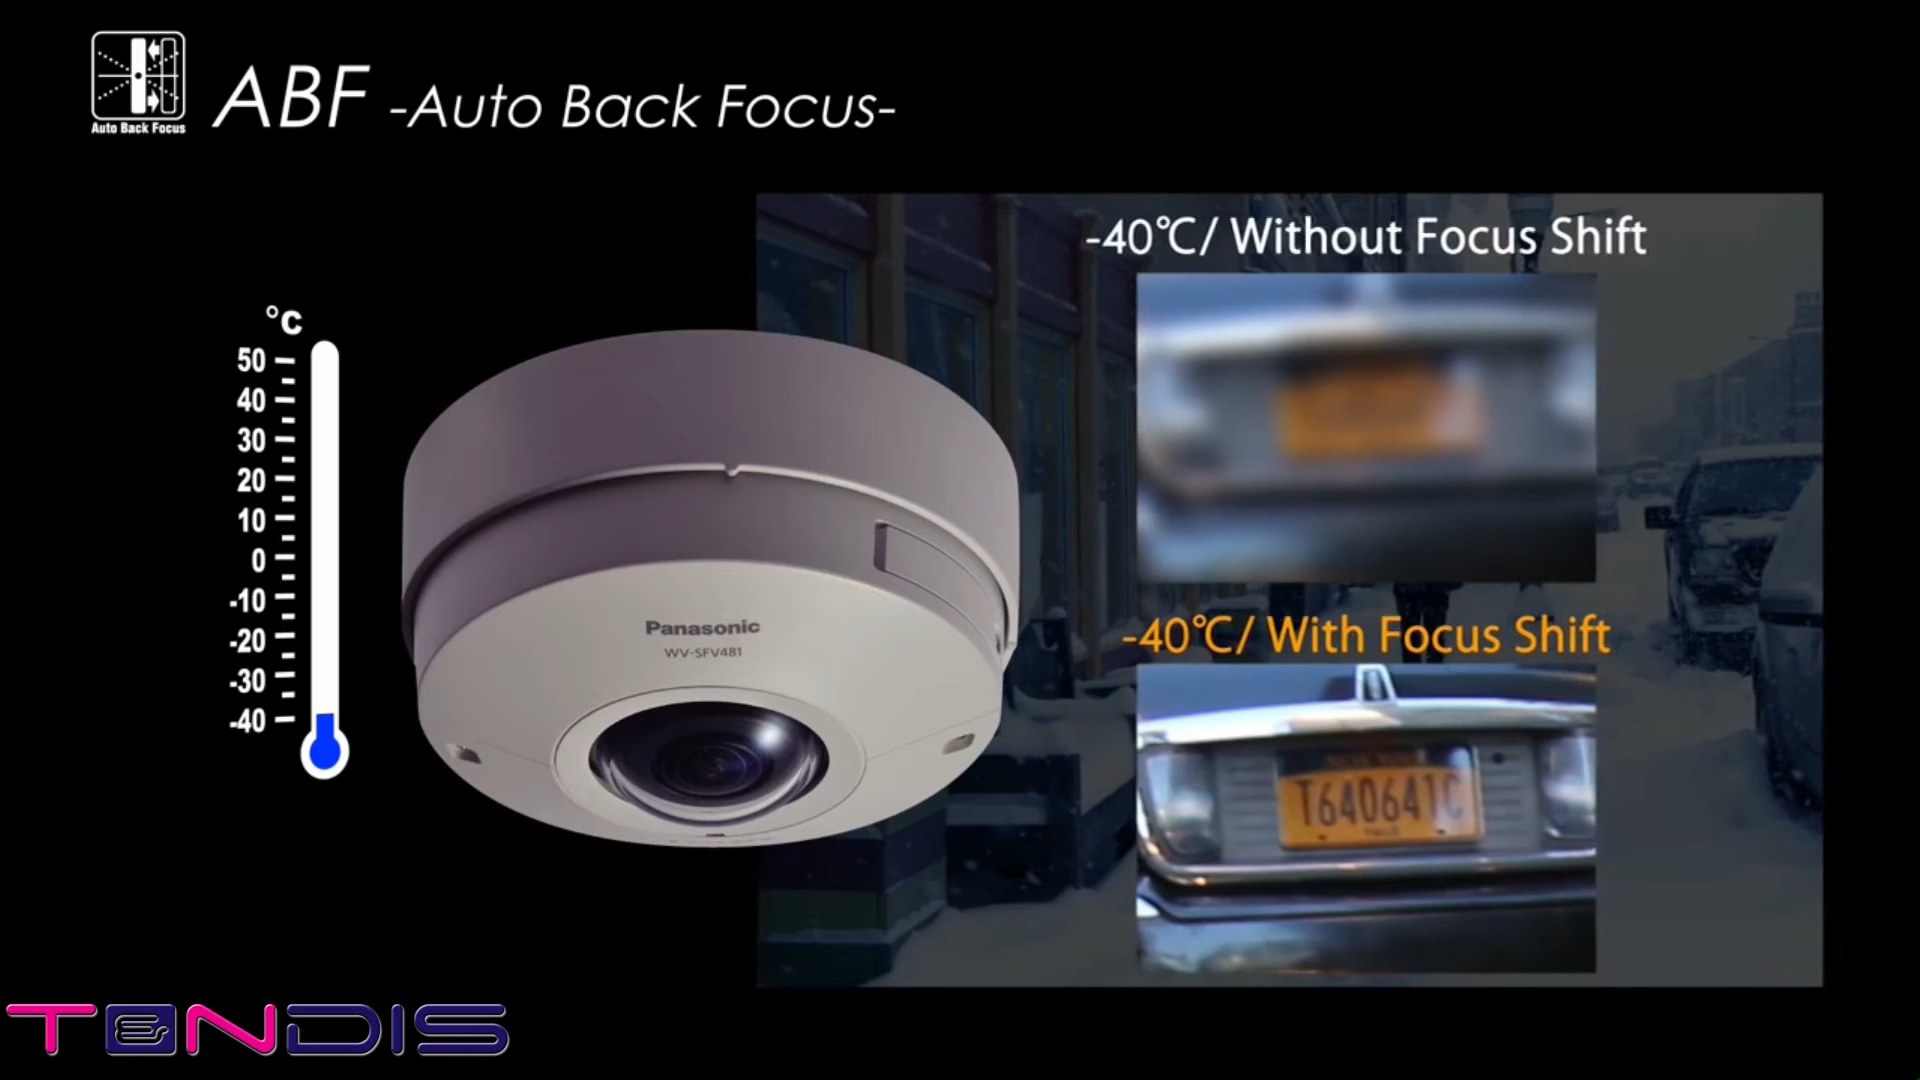 Auto Back Focus
ABF -Auto Back Focus-
°C
50
40
30
20
10
0
-10
-20
-30
-40
Panasonic
WV-SFV481
-40℃/ Without Focus Shift
-40℃/ With Focus Shift
T640641C
TENDIS